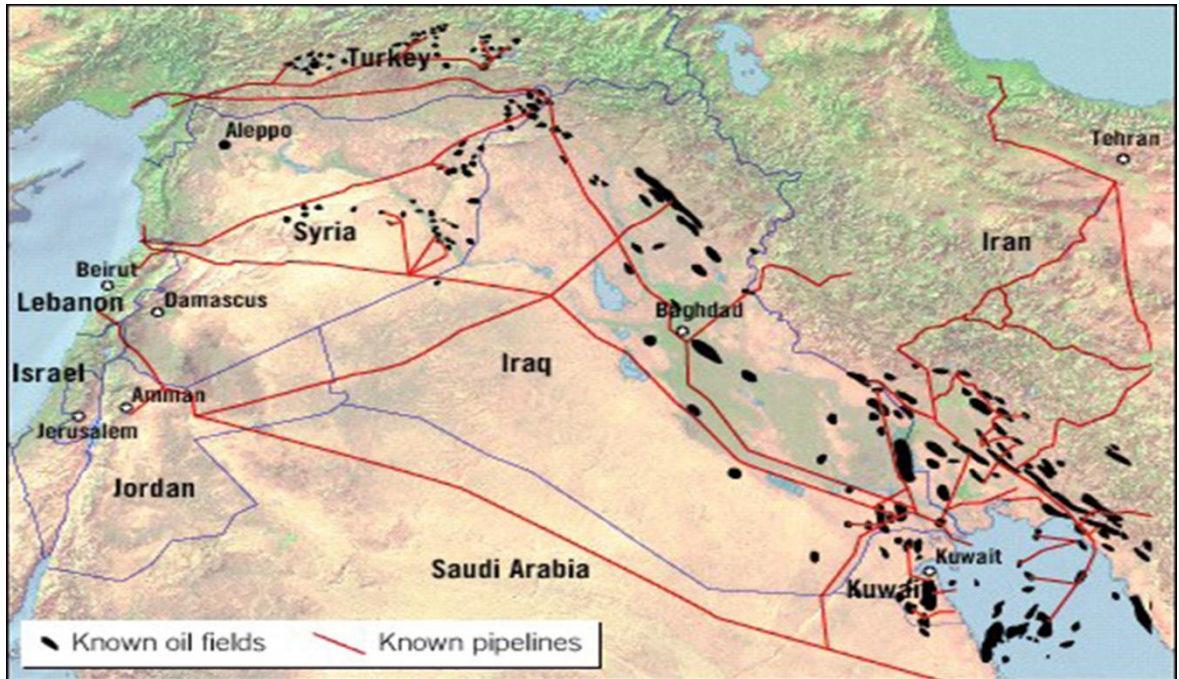 Turkey
Aleppo
Tehran
Syria
Iran
Beirut
Lebanon
Damascus
Baghdad
Israel
Iraq
Amman
Jerusalem
Jordan
Kuwait
Saudi Arabia
Kuwait
Known oil fields
Known pipelines